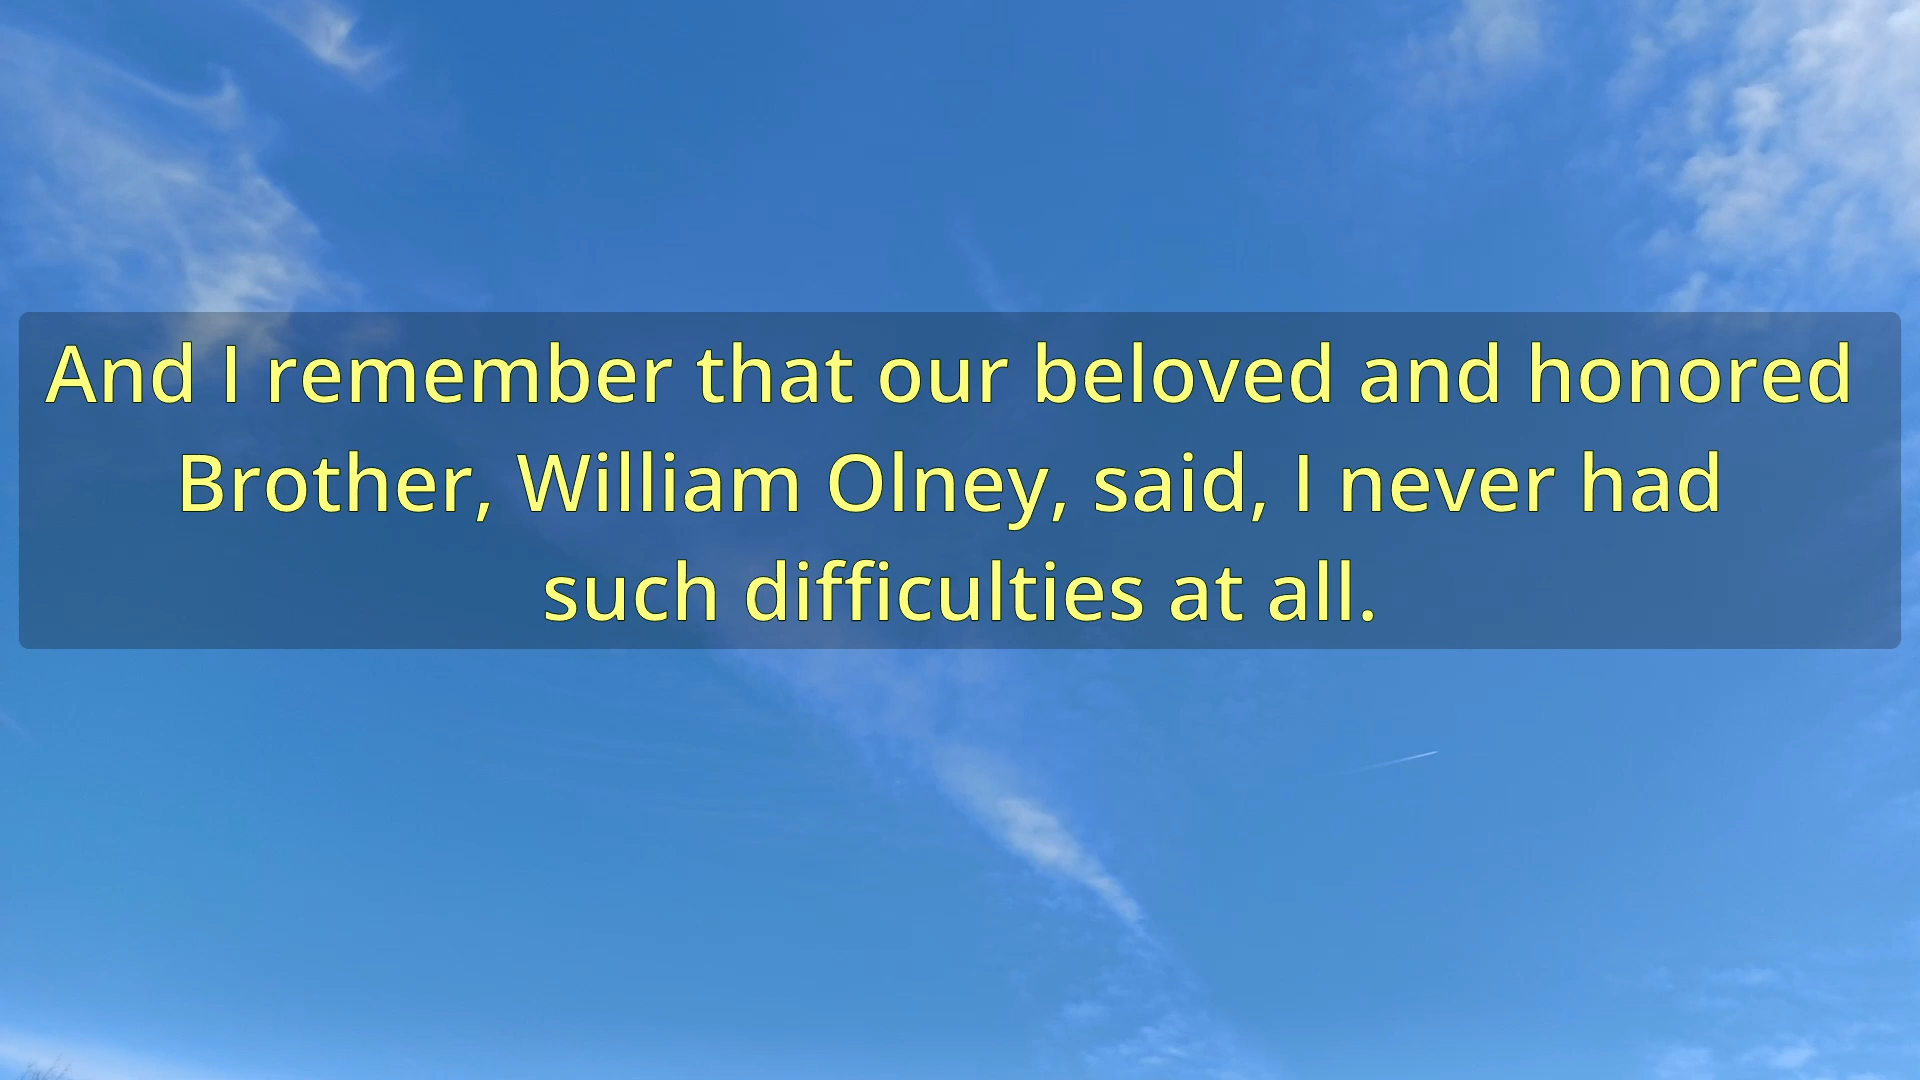 And I remember that our beloved and honored
Brother, William Olney, said, I never had
such difficulties at all.